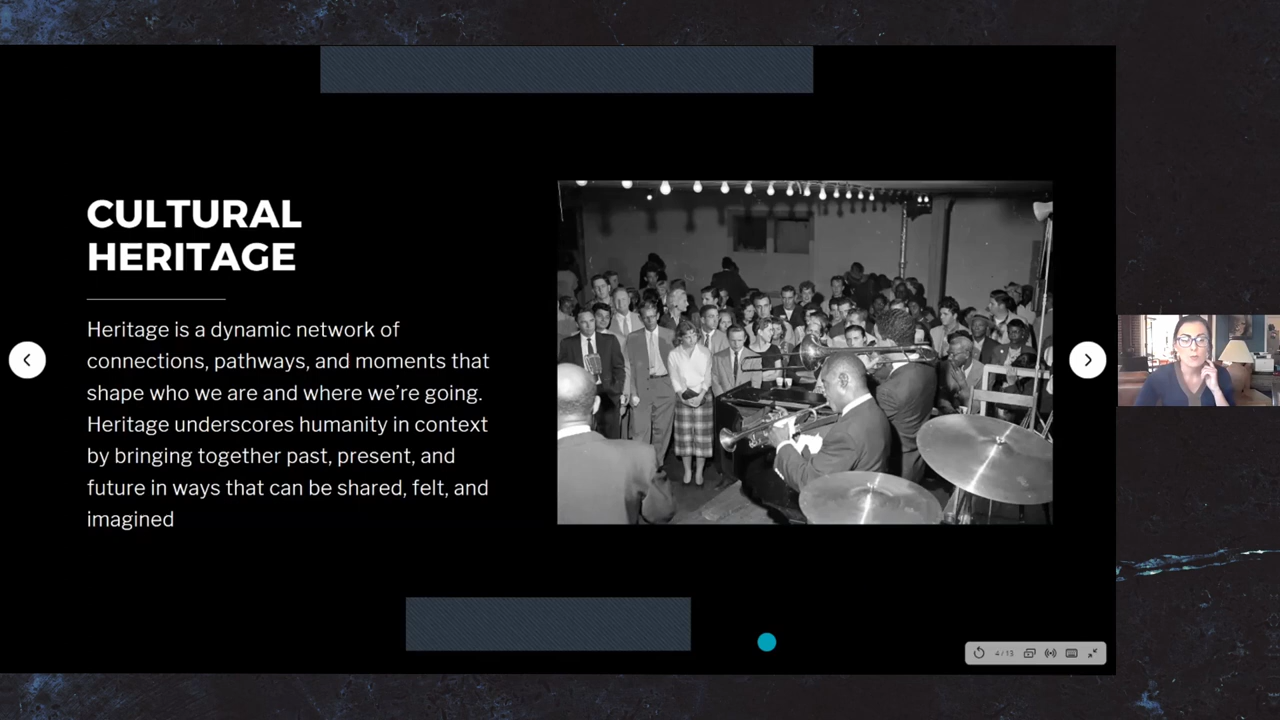 CULTURAL
HERITAGE
Heritage is a dynamic network of
connections, pathways, and moments that
shape who we are and where we're going.
Heritage underscores humanity in context
by bringing together past, present, and
future in ways that can be shared, felt, and
imagined
4 / 13